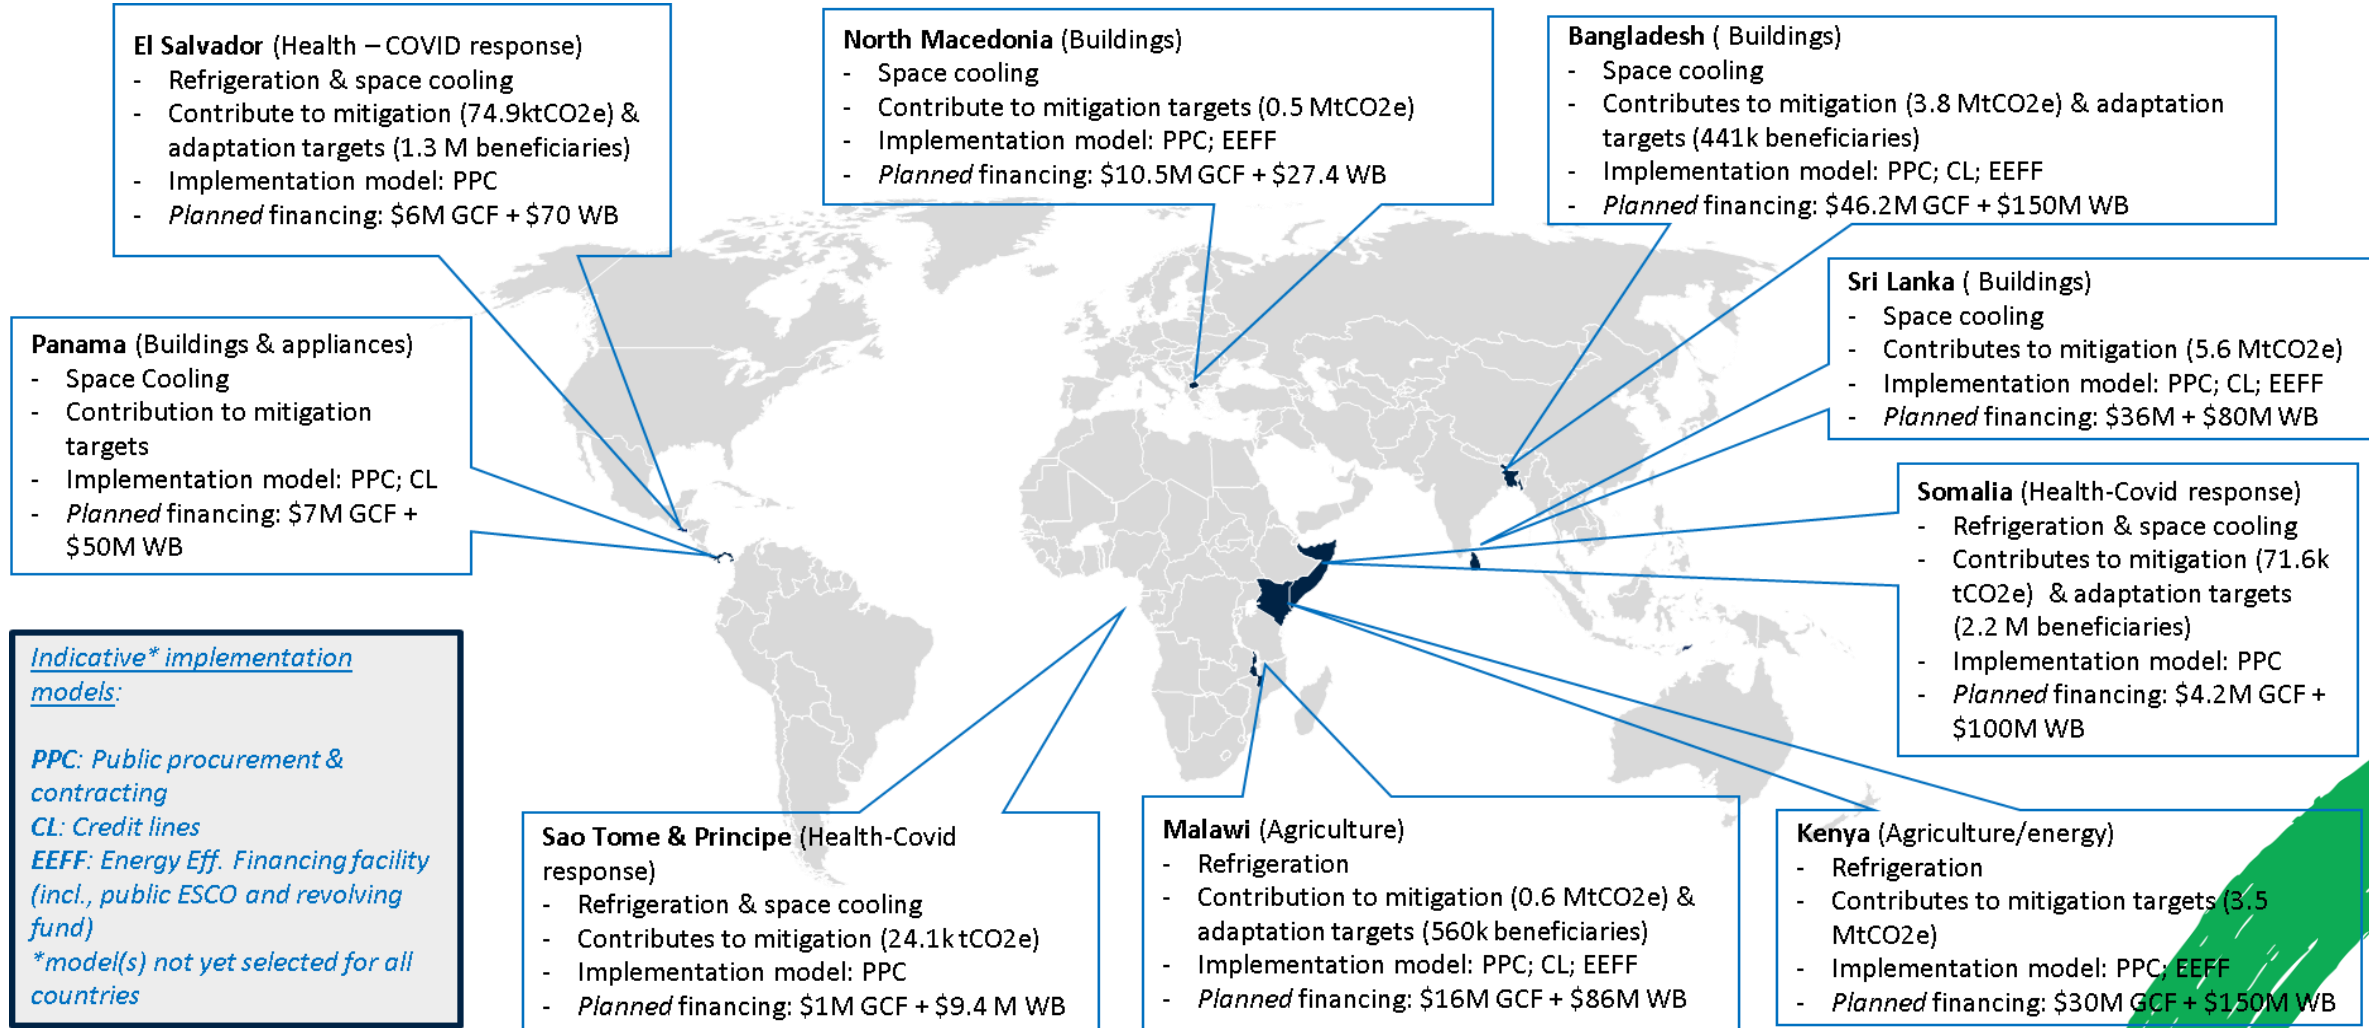 El Salvador (Health – COVID response)
- Refrigeration & space cooling
- Contribute to mitigation (74.9ktCO2e) &
adaptation targets (1.3 M beneficiaries)
- Implementation model: PPC
- Planned financing: $6M GCF + $70 WB
North Macedonia (Buildings)
- Space cooling
- Contribute to mitigation targets (0.5 MtCO2e)
- Implementation model: PPC; EEFF
- Planned financing: $10.5M GCF + $27.4 WB
Bangladesh ( Buildings)
- Space cooling
- Contributes to mitigation (3.8 MtCO2e) & adaptation
targets (441k beneficiaries)
- Implementation model: PPC; CL; EEFF
- Planned financing: $46.2M GCF + $150M WB
Sri Lanka ( Buildings)
- Space cooling
- Contributes to mitigation (5.6 MtCO2e)
- Implementation model: PPC; CL; EEFF
- Planned financing: $36M + $80M WB
Panama (Buildings & appliances)
- Space Cooling
- Contribution to mitigation
targets
- Implementation model: PPC; CL
- Planned financing: $7M GCF +
$50M WB
Somalia (Health-Covid response)
- Refrigeration & space cooling
- Contributes to mitigation (71.6k
tCO2e) & adaptation targets
(2.2 M beneficiaries)
- Implementation model: PPC
- Planned financing: $4.2M GCF +
$100M WB
Indicative* implementation
models:
PPC: Public procurement &
contracting
CL: Credit lines
EEFF: Energy Eff. Financing facility
(incl., public ESCO and revolving
fund)
*model(s) not yet selected for all
countries
Sao Tome & Principe (Health-Covid
response)
- Refrigeration & space cooling
- Contributes to mitigation (24.1k tCO2e)
- Implementation model: PPC
- Planned financing: $1M GCF + $9.4 M WB
Malawi (Agriculture)
- Refrigeration
- Contribution to mitigation (0.6 MtCO2e) &
adaptation targets (560k beneficiaries)
- Implementation model: PPC; CL; EEFF
- Planned financing: $16M GCF + $86M WB
Kenya (Agriculture/energy)
- Refrigeration
- Contributes to mitigation targets (3.5
MtCO2e)
- Implementation model: PPC; EEFF
- Planned financing: $30M GCF + $150M WB